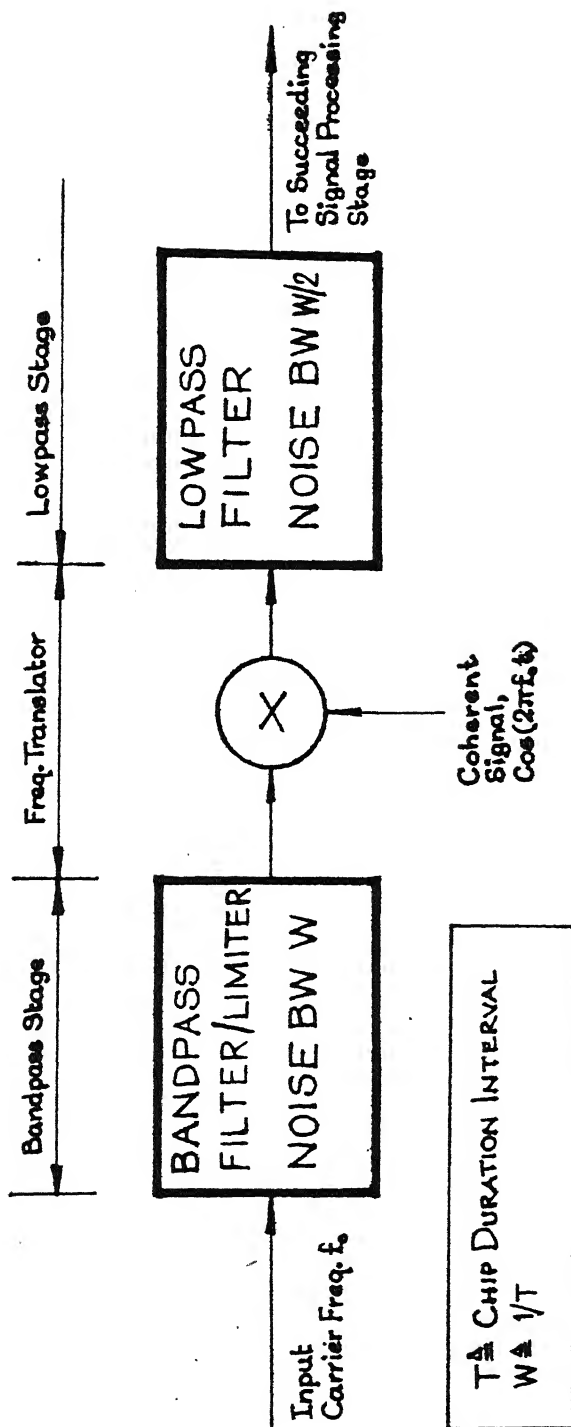 Bandpass Stage
Freq. Translator
Lowpass Stage
Input
Carrier Freq. f₀
BANDPASS
FILTER/LIMITER
NOISE BW W
X
Coherent
Signal,
Cos(2πf₀t)
LOWPASS
FILTER
NOISE BW W/2
To Succeeding
Signal Processing
Stage
T ≜ CHIP DURATION INTERVAL
W ≜ 1/T